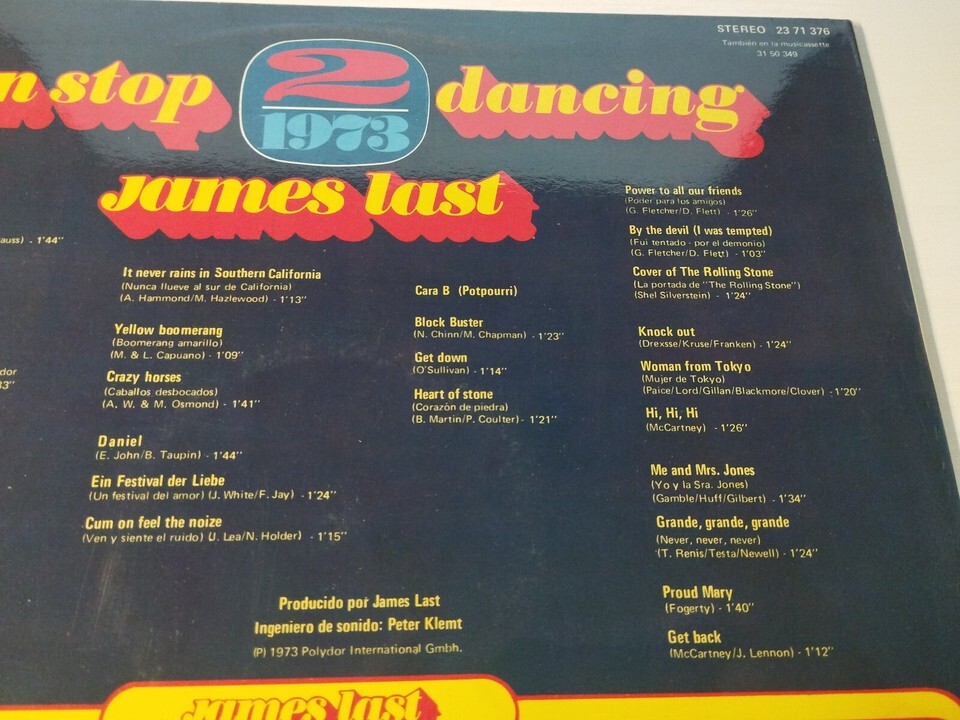 STEREO 23 71 376
También en la musicassette
31 50 349
n stop 2 1973 dancing
James last
auss) - 1'44"
dor
33"
It never rains in Southern California
(Nunca llueve al sur de California)
(A. Hammond/M. Hazlewood) - 1'13"
Yellow boomerang
(Boomerang amarillo)
(M. & L. Capuano) - 1'09"
Crazy horses
(Caballos desbocados)
(A. W. & M. Osmond) - 1'41"
Daniel
(E. John/B. Taupin) - 1'44"
Ein Festival der Liebe
(Un festival del amor) (J. White/F. Jay) - 1'24"
Cum on feel the noize
(Ven y siente el ruido) (J. Lea/N. Holder) - 1'15"
Cara B (Potpourri)
Block Buster
(N. Chinn/M. Chapman) - 1'23"
Get down
(O'Sullivan) - 1'14"
Heart of stone
(Corazón de piedra)
(B. Martin/P. Coulter) - 1'21"
Power to all our friends
(Poder para los amigos)
(G. Fletcher/D. Flett) - 1'26"
By the devil (I was tempted)
(Fui tentado - por el demonio)
(G. Fletcher/D. Flett) - 1'03"
Cover of The Rolling Stone
(La portada de "The Rolling Stone")
(Shel Silverstein) - 1'24"
Knock out
(Drexsse/Kruse/Franken) - 1'24"
Woman from Tokyo
(Mujer de Tokyo)
(Paice/Lord/Gillan/Blackmore/Clover) - 1'20"
Hi, Hi, Hi
(McCartney) - 1'26"
Me and Mrs. Jones
(Yo y la Sra. Jones)
(Gamble/Huff/Gilbert) - 1'34"
Grande, grande, grande
(Never, never, never)
(T. Renis/Testa/Newell) - 1'24"
Proud Mary
(Fogerty) - 1'40"
Get back
(McCartney/J. Lennon) - 1'12"
Producido por James Last
Ingeniero de sonido: Peter Klemt
(P) 1973 Polydor International Gmbh.
James last